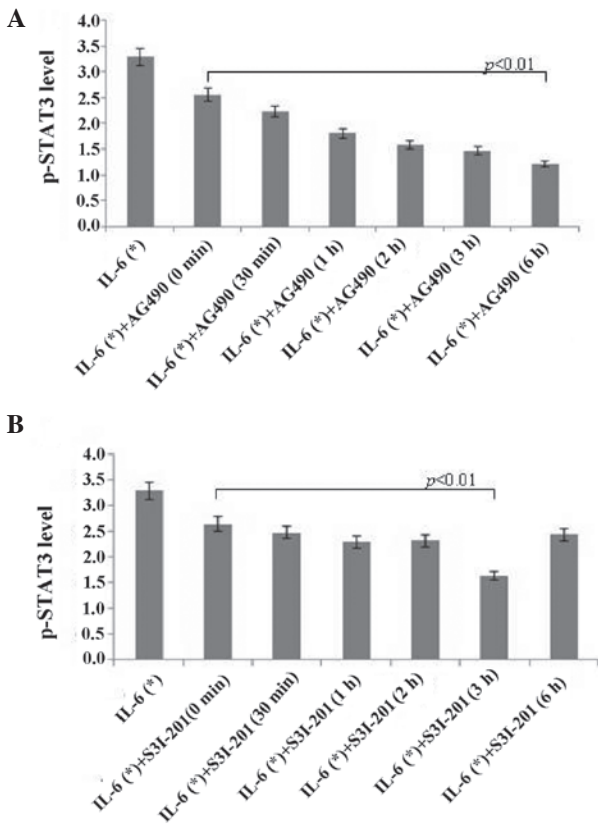 A
p-STAT3 level
4.0
3.5
3.0
2.5
2.0
1.5
1.0
0.5
0.0
p<0.01
IL-6 (*)
IL-6 (*)+AG490 (0 min)
IL-6 (*)+AG490 (30 min)
IL-6 (*)+AG490 (1 h)
IL-6 (*)+AG490 (2 h)
IL-6 (*)+AG490 (3 h)
IL-6 (*)+AG490 (6 h)
B
p-STAT3 level
4.0
3.5
3.0
2.5
2.0
1.5
1.0
0.5
0.0
p<0.01
IL-6 (*)
IL-6 (*)+S3I-201(0 min)
IL-6 (*)+S3I-201 (30 min)
IL-6 (*)+S3I-201 (1 h)
IL-6 (*)+S3I-201 (2 h)
IL-6 (*)+S3I-201 (3 h)
IL-6 (*)+S3I-201 (6 h)